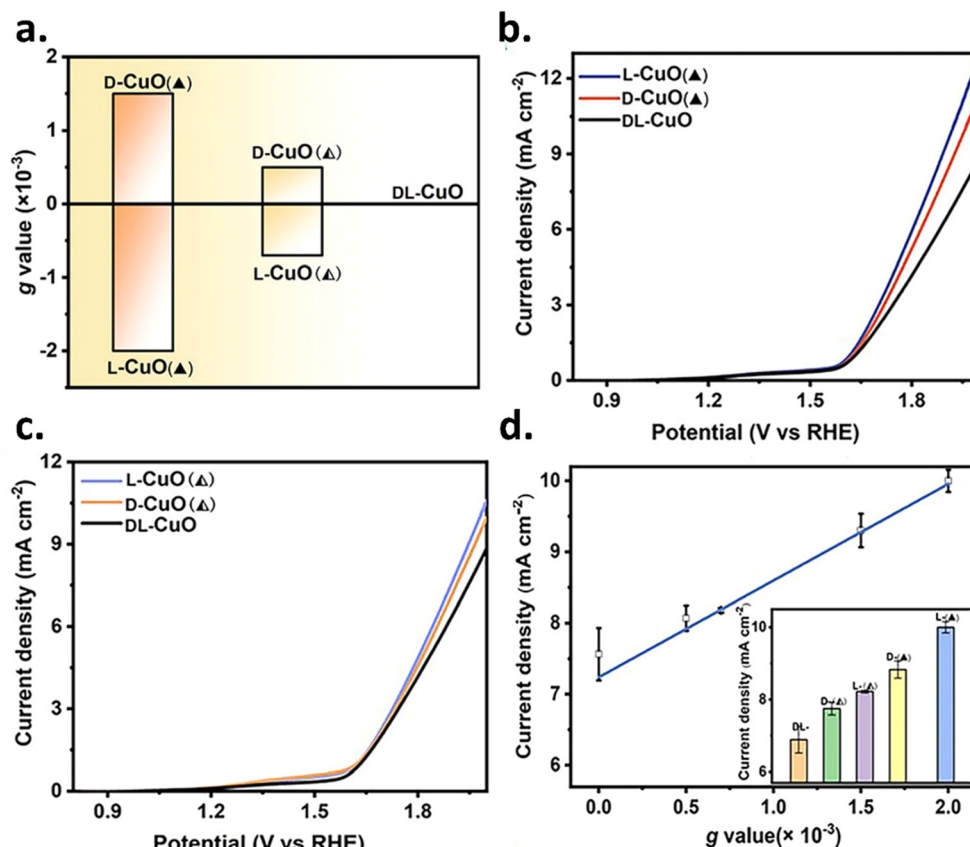 a.
2
1
0
-1
-2
g value (×10⁻³)
D-CuO(▲)
D-CuO(◮)
DL-CuO
L-CuO(◮)
L-CuO(▲)
b.
12
9
6
3
0
Current density (mA cm⁻²)
L-CuO(▲)
D-CuO(▲)
DL-CuO
0.9 1.2 1.5 1.8
Potential (V vs RHE)
c.
12
9
6
3
0
Current density (mA cm⁻²)
L-CuO(◮)
D-CuO(◮)
DL-CuO
0.9 1.2 1.5 1.8
Potential (V vs RHE)
d.
10
9
8
7
6
Current density (mA cm⁻²)
10
8
6
Current density (mA cm⁻²)
DL-
D-(◮)
L-(◮)
D-(▲)
L-(▲)
0.0 0.5 1.0 1.5 2.0
g value(× 10⁻³)